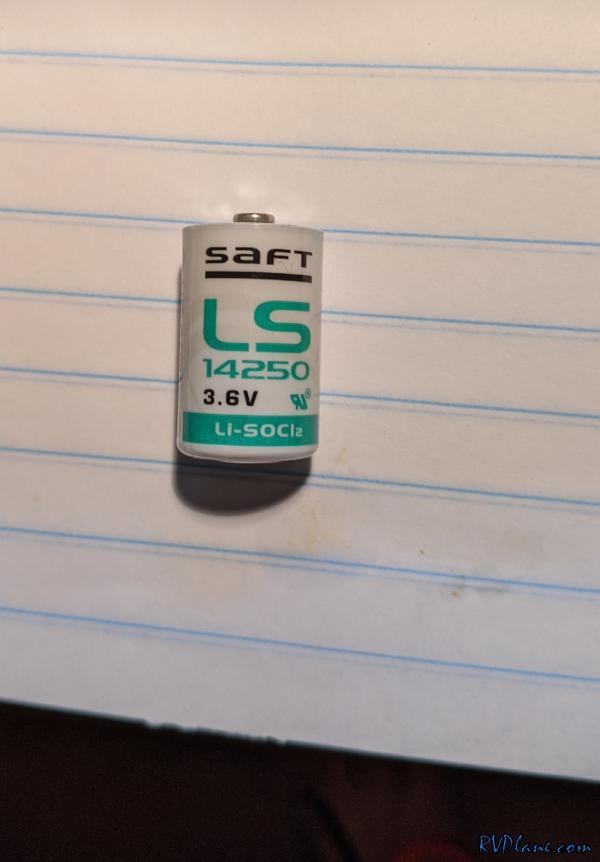 SAFT
LS
14250
3.6V
Li-SOCl2
RVPlane.com